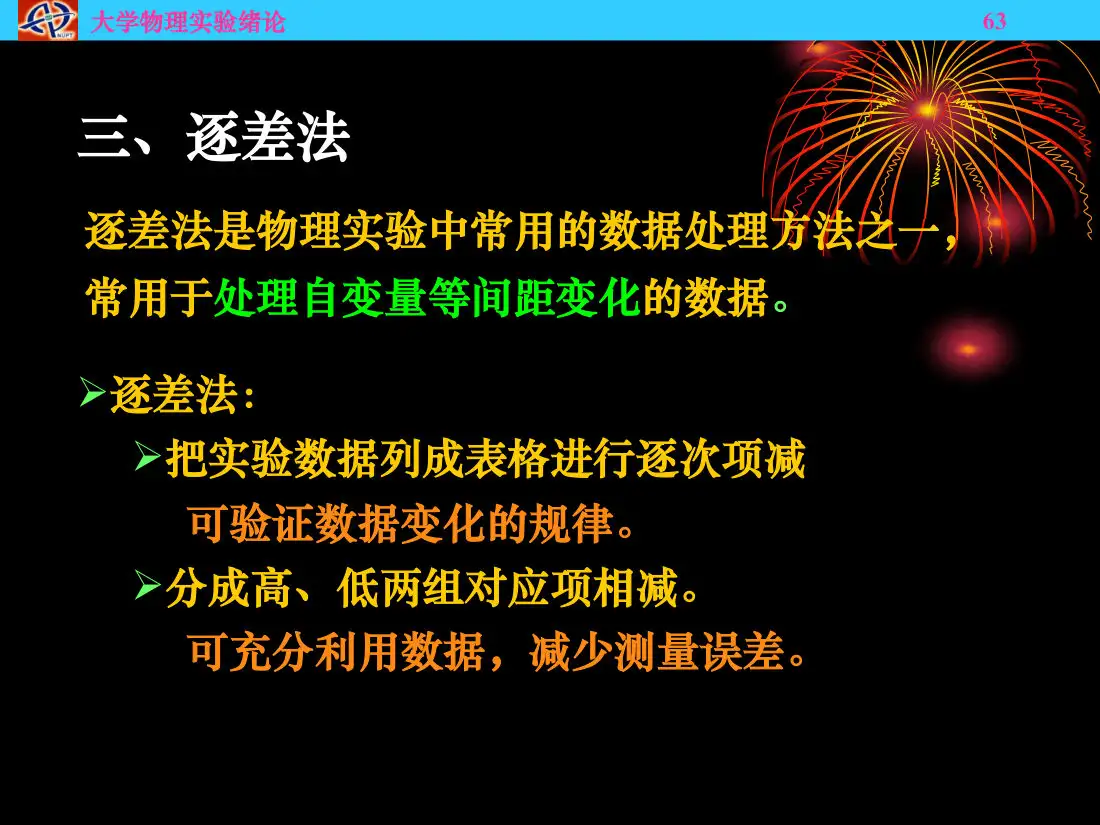 大学物理实验绪论
63
三、逐差法
逐差法是物理实验中常用的数据处理方法之一，
常用于处理自变量等间距变化的数据。
逐差法：
把实验数据列成表格进行逐次项减
可验证数据变化的规律。
分成高、低两组对应项相减。
可充分利用数据，减少测量误差。
NUPT